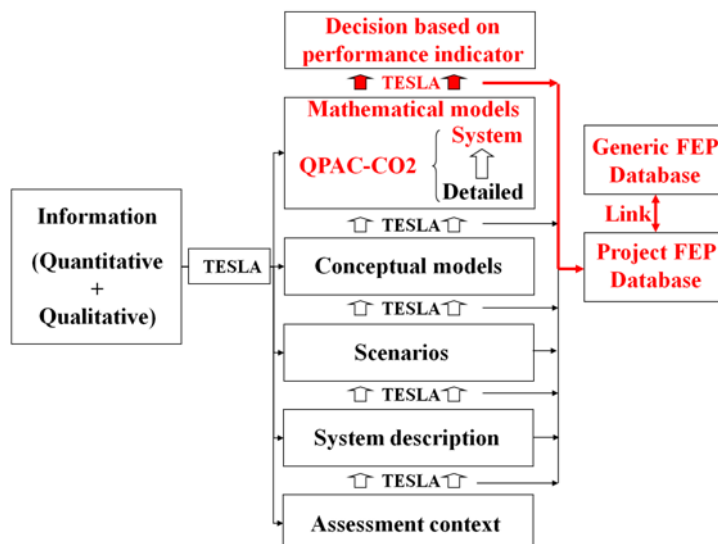 Decision based on
performance indicator
TESLA
Mathematical models
System
QPAC-CO2
Detailed
Generic FEP
Database
Link
Project FEP
Database
Information
(Quantitative
+
Qualitative)
TESLA
TESLA
Conceptual models
TESLA
Scenarios
TESLA
System description
TESLA
Assessment context